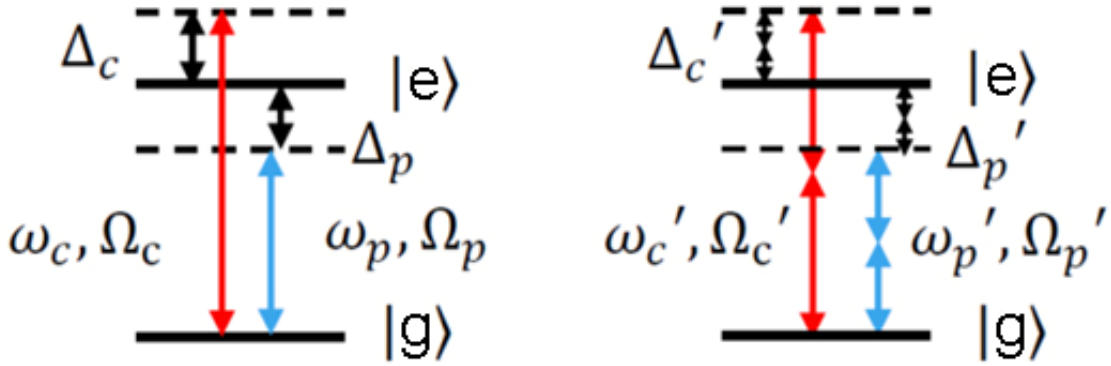 Δc
|e⟩
Δp
ωc, Ωc
ωp, Ωp
|g⟩
Δc′
|e⟩
Δp′
ωc′, Ωc′
ωp′, Ωp′
|g⟩